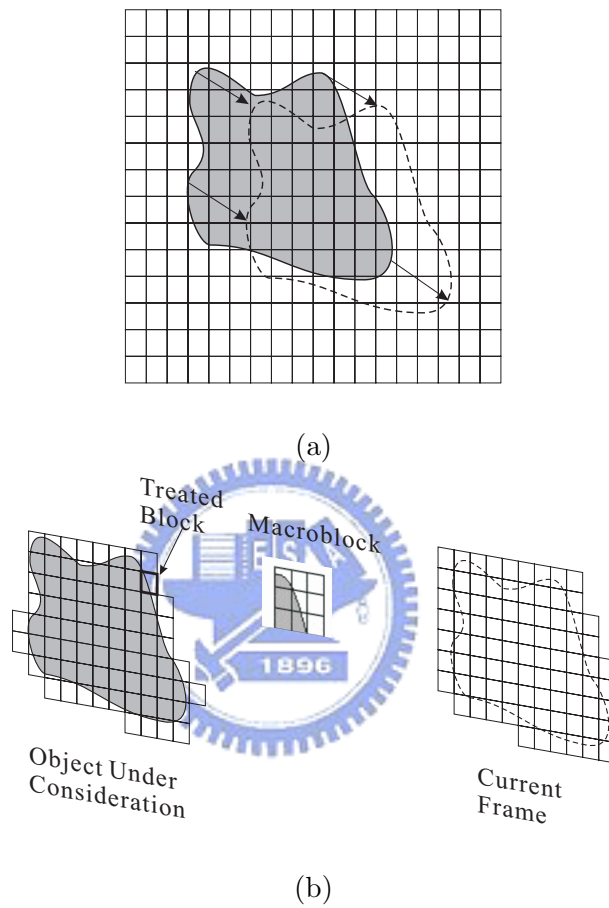 (a)
Treated
Block
Macroblock
1896
Object Under
Consideration
Current
Frame
(b)